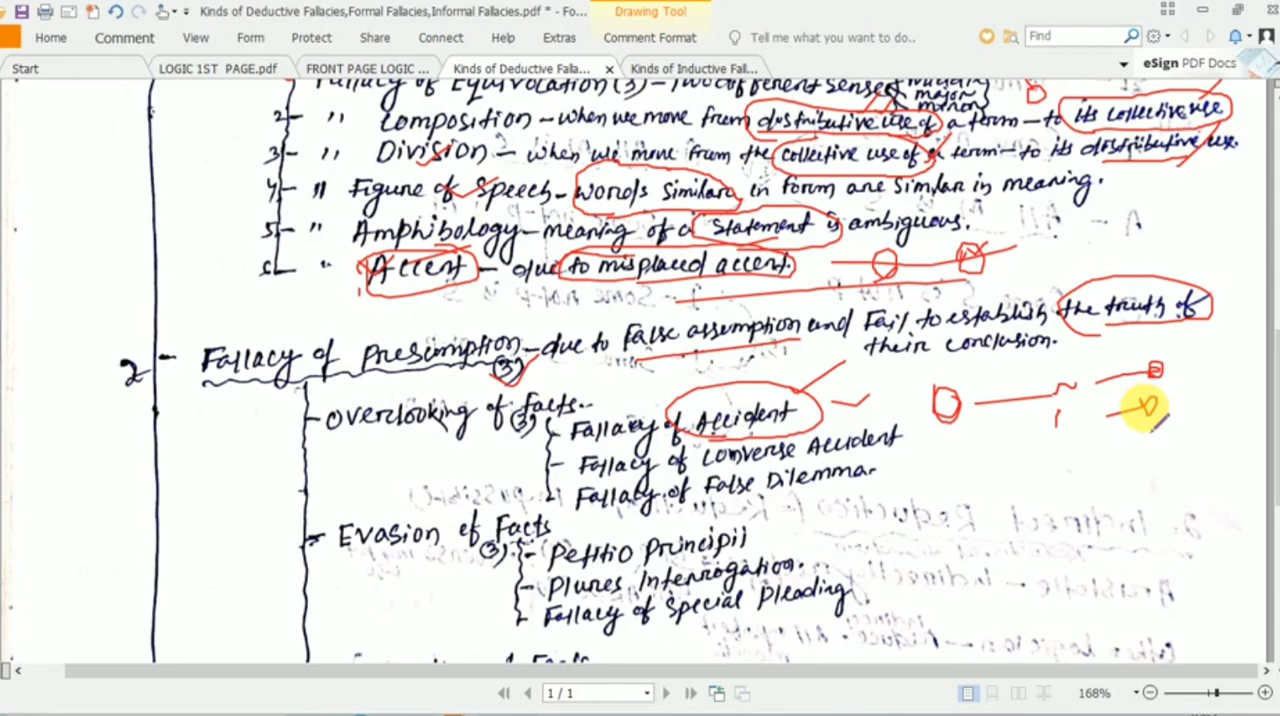 Kinds of Deductive Fallacies,Formal Fallacies,Informal Fallacies.pdf * - Fo...
Drawing Tool
Home Comment View Form Protect Share Connect Help Extras Comment Format Tell me what you want to do.. Find
Start LOGIC 1ST PAGE.pdf FRONT PAGE LOGIC ... Kinds of Deductive Falla... Kinds of Inductive Fall... eSign PDF Docs
Fallacy of Equivocation (3) - Two different senses
major
minor
2- " Composition - when we move from distributive use of a term - to its collective use
3- " Division - when we move from the collective use of a term - to its distributive use.
4- " Figure of Speech - words similar in form are similar in meaning.
5- " Amphibology - meaning of a statement is ambiguous.
6- " Accent - due to misplaced accent.
2 - Fallacy of Presumption - due to False assumption and Fail to establish the truth of
their conclusion.
(3)
- Overlooking of Facts..
(3) - Fallacy of Accident
- Fallacy of Converse Accident
- Fallacy of False Dilemma
- Evasion of Facts
(3) - Petitio Principii
- Plures Interrogation.
- Fallacy of Special Pleading
1 / 1 168%